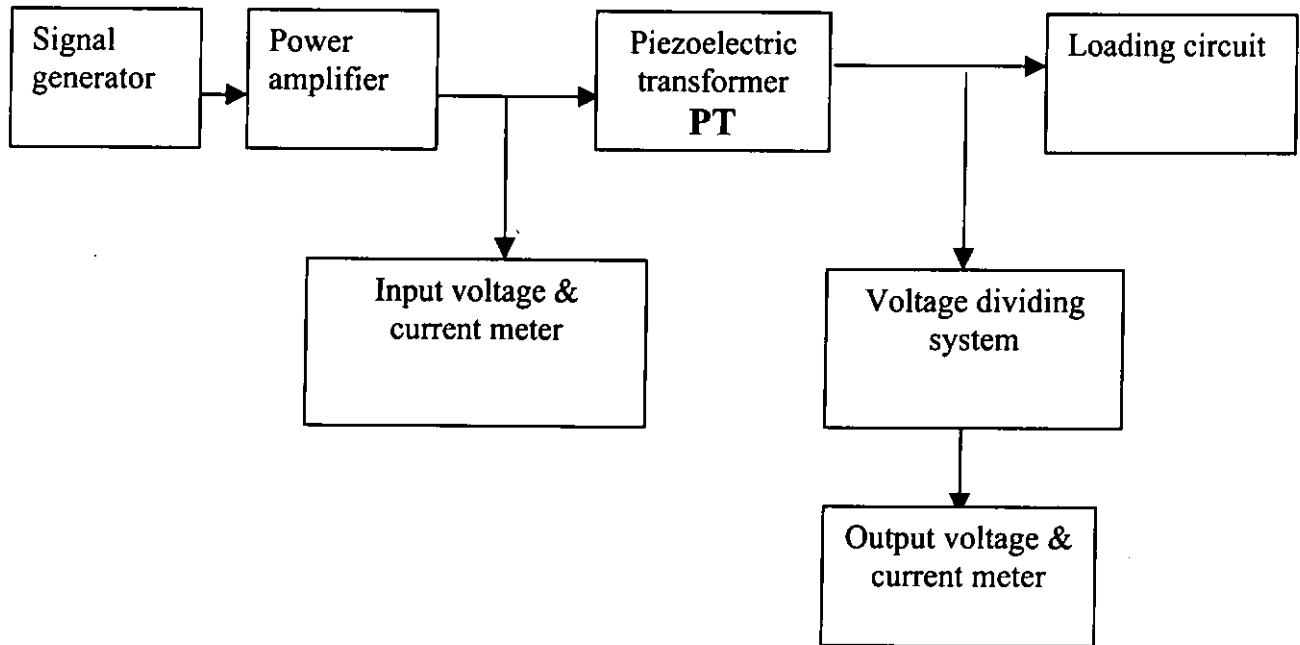 Signal
generator
Power
amplifier
Piezoelectric
transformer
PT
Loading circuit
Input voltage &
current meter
Voltage dividing
system
Output voltage &
current meter